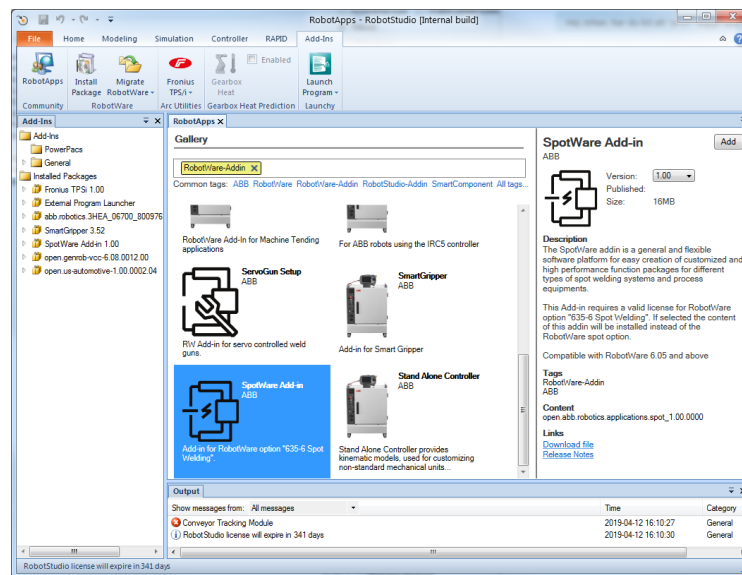 RobotApps - RobotStudio [Internal build]
File Home Modeling Simulation Controller RAPID Add-Ins
RobotApps
Install Package
Migrate RobotWare
Fronius TPS/i
Gearbox Heat
Enabled
Launch Program
Community RobotWare Arc Utilities Gearbox Heat Prediction Launchy
Add-Ins
Add-Ins
PowerPacs
General
Installed Packages
Fronius TPSi 1.00
External Program Launcher
abb.robotics.3HEA_06700_800976
SmartGripper 3.52
SpotWare Add-in 1.00
open.genrob-vcc-6.08.0012.00
open.us-automotive-1.00.0002.04
RobotApps
Gallery
RobotWare-Addin
Common tags: ABB RobotWare RobotWare-Addin RobotStudio-Addin SmartComponent All tags...
RobotWare Add-In for Machine Tending
applications
For ABB robots using the IRC5 controller
ServoGun Setup
ABB
RW Add-in for servo controlled weld
guns.
SmartGripper
ABB
Add-in for Smart Gripper
SpotWare Add-in
ABB
Add-in for RobotWare option "635-6 Spot
Welding".
Stand Alone Controller
ABB
Stand Alone Controller provides
kinematic models, used for customizing
non-standard mechanical units...
SpotWare Add-in
Add
ABB
Version: 1.00
Published:
Size: 16MB
Description
The SpotWare addin is a general and flexible
software platform for easy creation of customized and
high performance function packages for different
types of spot welding systems and process
equipments.
This Add-in requires a valid license for RobotWare
option "635-6 Spot Welding". If selected the content
of this addin will be installed instead of the
RobotWare spot option.
Compatible with RobotWare 6.05 and above
Tags
RobotWare-Addin
ABB
Content
open.abb.robotics.applications.spot_1.00.0000
Links
Download file
Release Notes
Output
Show messages from: All messages
Time Category
Conveyor Tracking Module 2019-04-12 16:10:27 General
RobotStudio license will expire in 341 days 2019-04-12 16:10:30 General
RobotStudio license will expire in 341 days